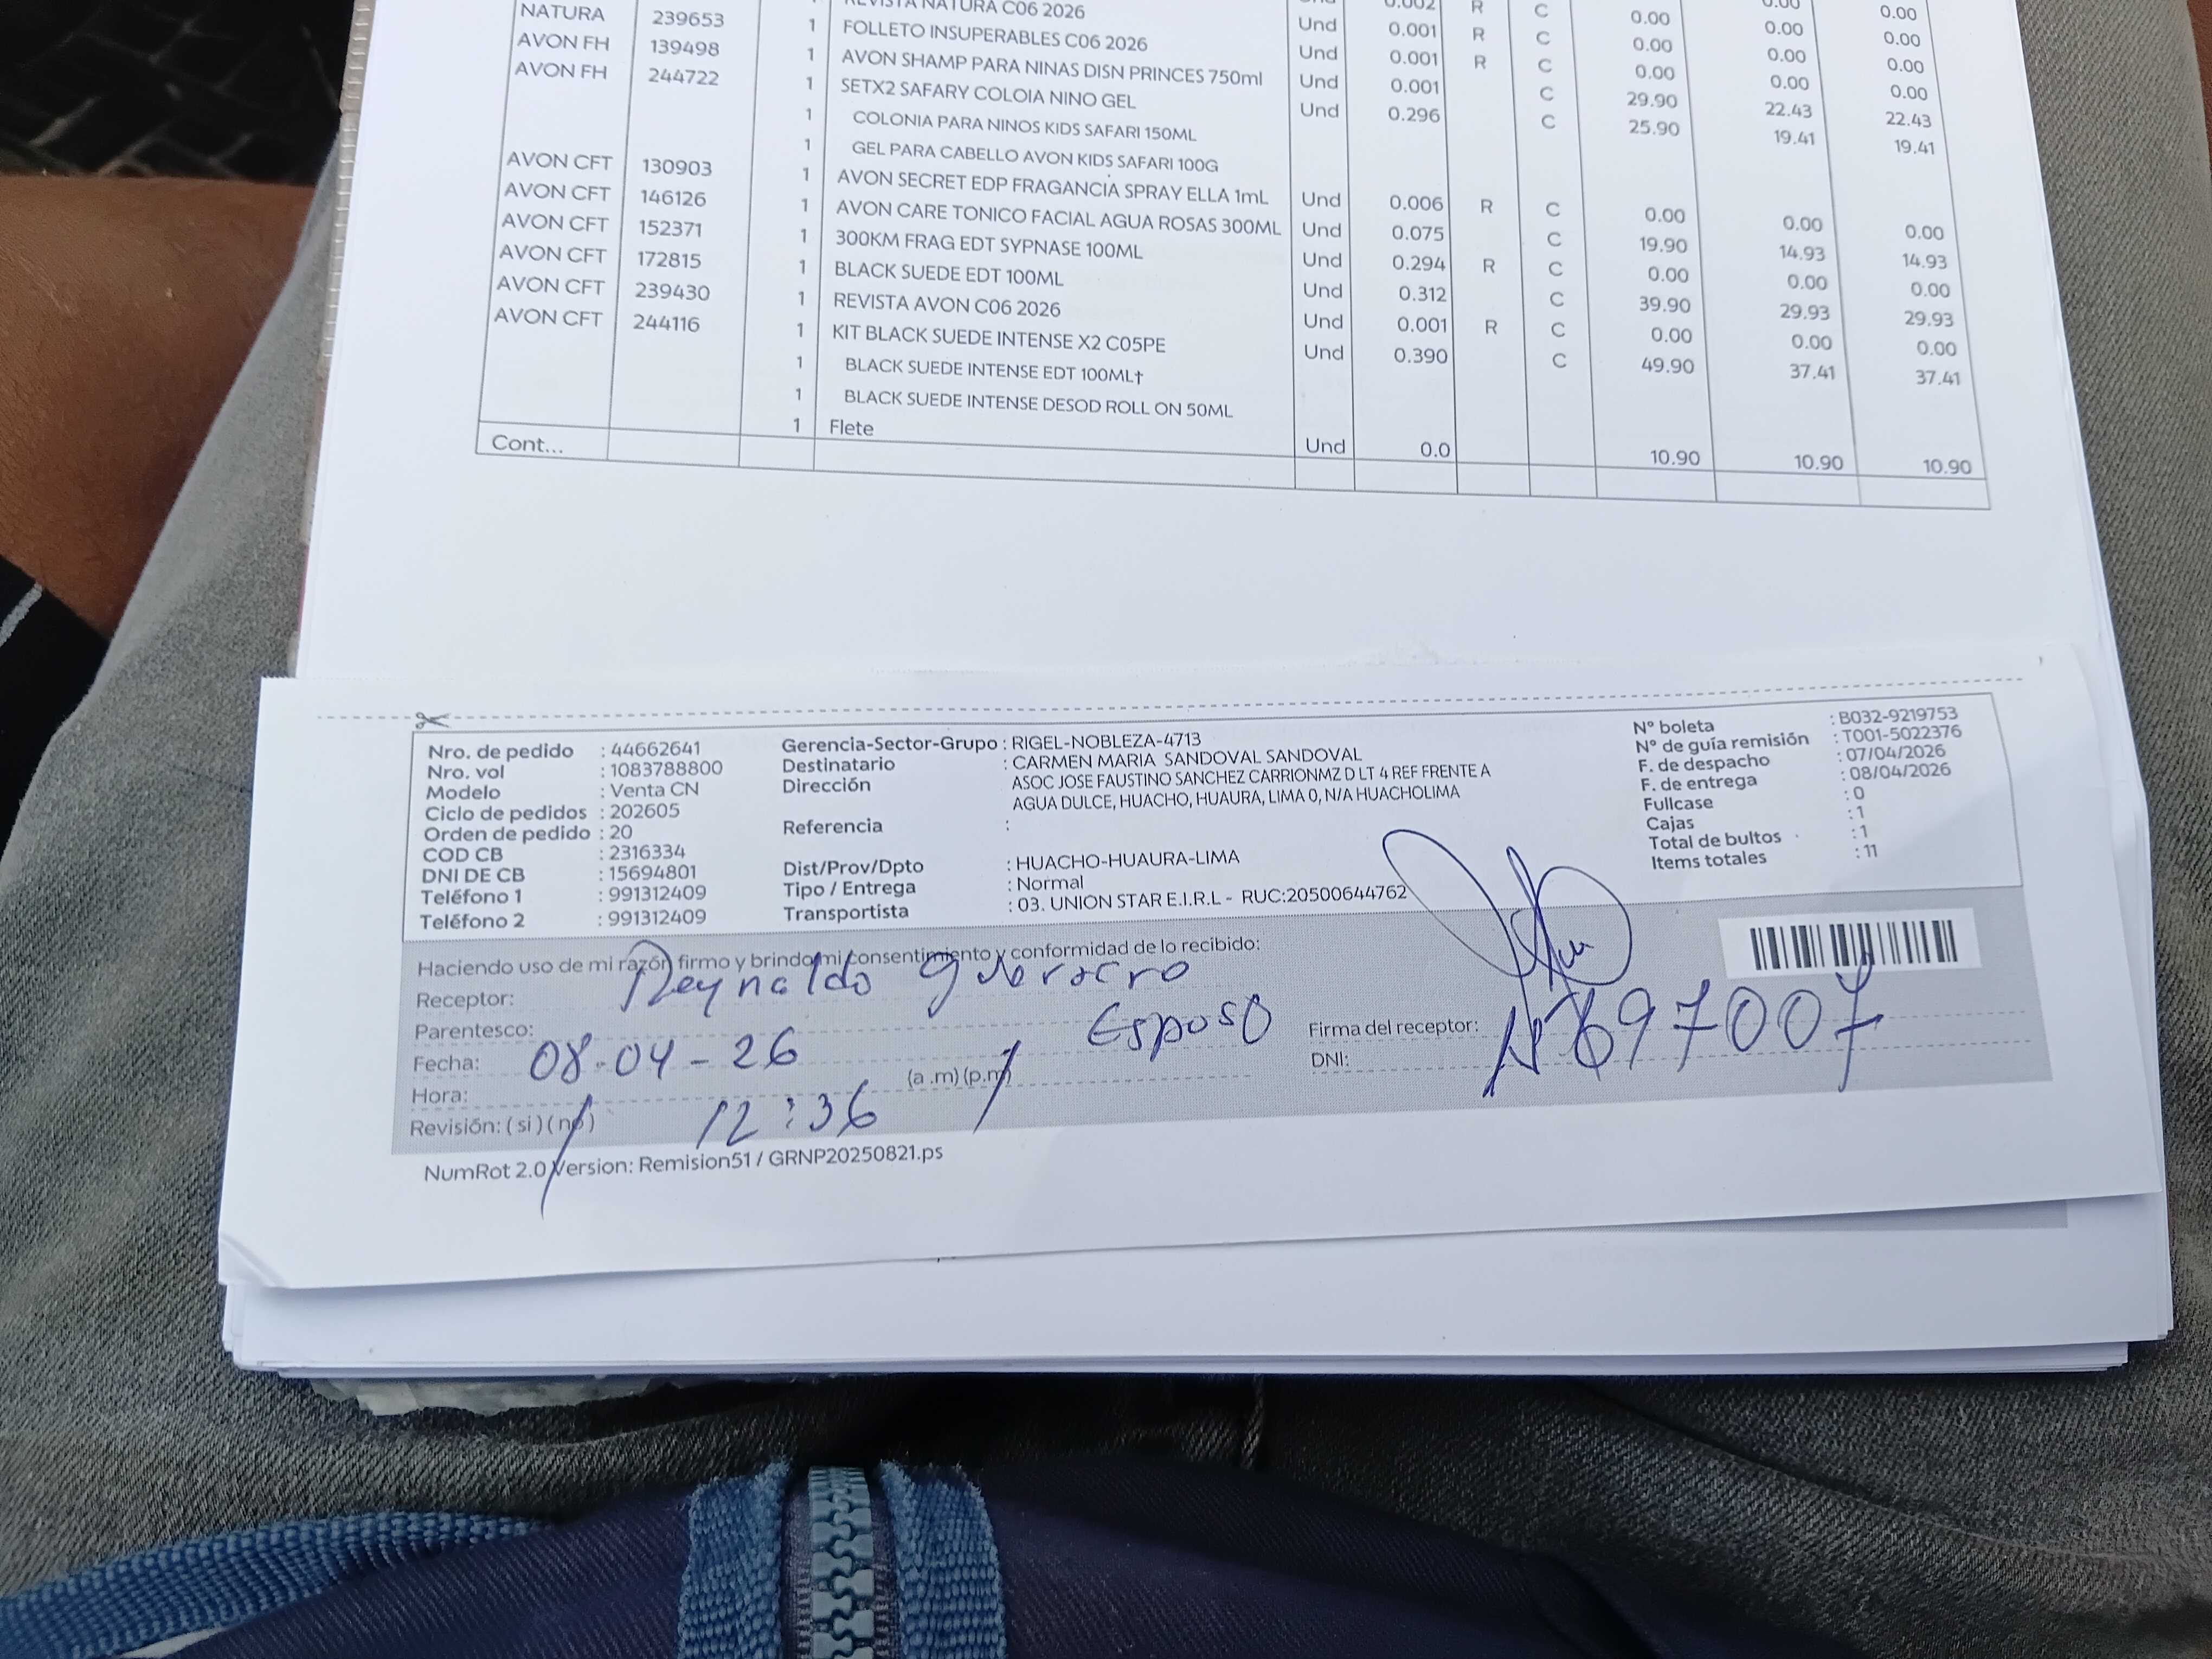 REVISTA NATURA C06 2026 Und 0.002 R C 0.00 0.00 0.00
NATURA 239653 1 FOLLETO INSUPERABLES C06 2026 Und 0.001 R C 0.00 0.00 0.00
AVON FH 139498 1 AVON SHAMP PARA NINAS DISN PRINCES 750ml Und 0.001 R C 0.00 0.00 0.00
AVON FH 244722 1 SETX2 SAFARY COLOIA NINO GEL Und 0.001 C 29.90 22.43 22.43
1 COLONIA PARA NINOS KIDS SAFARI 150ML Und 0.296 C 25.90 19.41 19.41
1 GEL PARA CABELLO AVON KIDS SAFARI 100G
AVON CFT 130903 1 AVON SECRET EDP FRAGANCIA SPRAY ELLA 1mL Und 0.006 R C 0.00 0.00 0.00
AVON CFT 146126 1 AVON CARE TONICO FACIAL AGUA ROSAS 300ML Und 0.075 C 19.90 14.93 14.93
AVON CFT 152371 1 300KM FRAG EDT SYPNASE 100ML Und 0.294 R C 0.00 0.00 0.00
AVON CFT 172815 1 BLACK SUEDE EDT 100ML Und 0.312 C 39.90 29.93 29.93
AVON CFT 239430 1 REVISTA AVON C06 2026 Und 0.001 R C 0.00 0.00 0.00
AVON CFT 244116 1 KIT BLACK SUEDE INTENSE X2 C05PE Und 0.390 C 49.90 37.41 37.41
1 BLACK SUEDE INTENSE EDT 100ML†
1 BLACK SUEDE INTENSE DESOD ROLL ON 50ML
1 Flete Und 0.0 10.90 10.90 10.90
Cont...
Nro. de pedido : 44662641
Nro. vol : 1083788800
Modelo : Venta CN
Ciclo de pedidos : 202605
Orden de pedido : 20
COD CB : 2316334
DNI DE CB : 15694801
Teléfono 1 : 991312409
Teléfono 2 : 991312409
Gerencia-Sector-Grupo : RIGEL-NOBLEZA-4713
Destinatario : CARMEN MARIA SANDOVAL SANDOVAL
Dirección ASOC JOSE FAUSTINO SANCHEZ CARRIONMZ D LT 4 REF FRENTE A
AGUA DULCE, HUACHO, HUAURA, LIMA 0, N/A HUACHOLIMA
Referencia :
Dist/Prov/Dpto : HUACHO-HUAURA-LIMA
Tipo / Entrega : Normal
Transportista : 03. UNION STAR E.I.R.L - RUC:20500644762
N° boleta : B032-9219753
N° de guía remisión : T001-5022376
F. de despacho : 07/04/2026
F. de entrega : 08/04/2026
Fullcase : 0
Cajas : 1
Total de bultos : 1
Items totales : 11
Haciendo uso de mi razón firmo y brindo mi consentimiento y conformidad de lo recibido:
Receptor: Reynaldo
Parentesco: Esposo
Fecha: 08-04-26
Hora: 12:36 (a .m) (p.m)
Revisión: ( si ) ( no )
Firma del receptor:
DNI:
NumRot 2.0 Version: Remision51 / GRNP20250821.ps